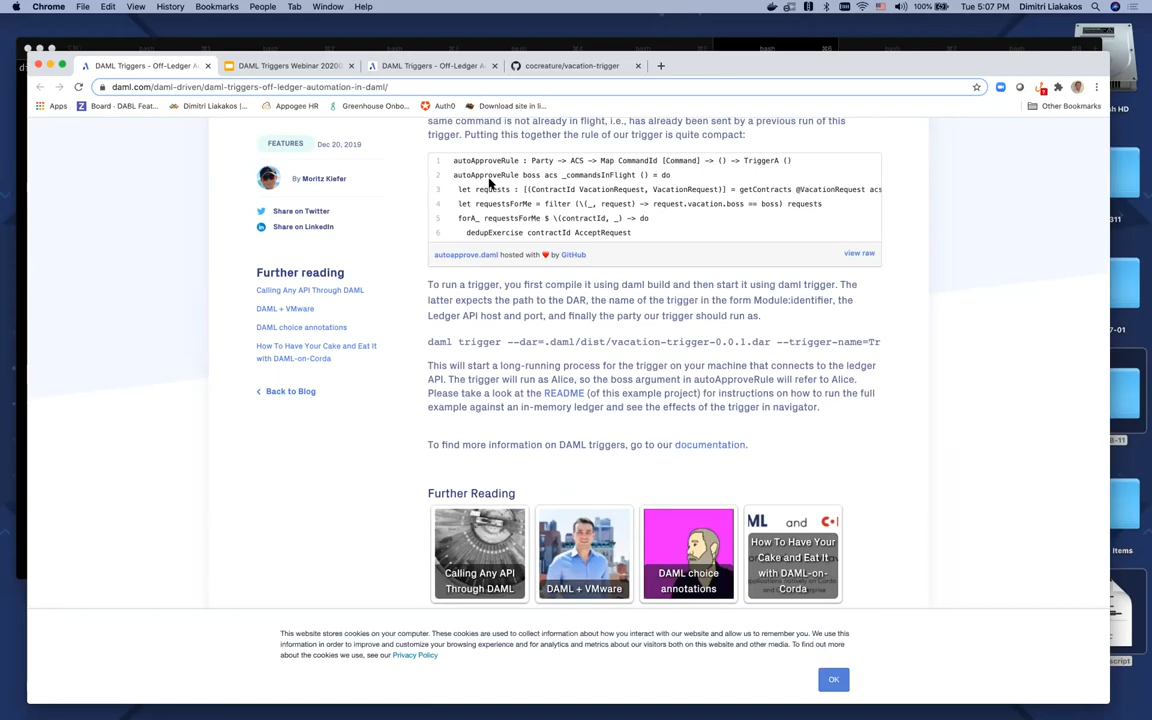 Chrome File Edit View History Bookmarks People Tab Window Help
100% Tue 5:07 PM Dimitri Liakakos
bash ⌘1 bash bash bash bash ⌘6
DAML Triggers - Off-Ledger A
DAML Triggers Webinar 20200
DAML Triggers - Off-Ledger A
cocreature/vacation-trigger
daml.com/daml-driven/daml-triggers-off-ledger-automation-in-daml/
Apps Board · DABL Feat... Dimitri Liakakos |... Appogee HR Greenhouse Onbo... Auth0 Download site in li... Other Bookmarks
same command is not already in flight, i.e., has already been sent by a previous run of this
trigger. Putting this together the rule of our trigger is quite compact:
FEATURES Dec 20, 2019
By Moritz Kiefer
Share on Twitter
Share on LinkedIn
Further reading
Calling Any API Through DAML
DAML + VMware
DAML choice annotations
How To Have Your Cake and Eat It
with DAML-on-Corda
Back to Blog
1 autoApproveRule : Party -> ACS -> Map CommandId [Command] -> () -> TriggerA ()
2 autoApproveRule boss acs _commandsInFlight () = do
3 let requests : [(ContractId VacationRequest, VacationRequest)] = getContracts @VacationRequest acs
4 let requestsForMe = filter (\(_, request) -> request.vacation.boss == boss) requests
5 forA_ requestsForMe $ \(contractId, _) -> do
6 dedupExercise contractId AcceptRequest
autoapprove.daml hosted with ❤ by GitHub view raw
To run a trigger, you first compile it using daml build and then start it using daml trigger. The
latter expects the path to the DAR, the name of the trigger in the form Module:identifier, the
Ledger API host and port, and finally the party our trigger should run as.
daml trigger --dar=.daml/dist/vacation-trigger-0.0.1.dar --trigger-name=Tr
This will start a long-running process for the trigger on your machine that connects to the ledger
API. The trigger will run as Alice, so the boss argument in autoApproveRule will refer to Alice.
Please take a look at the README (of this example project) for instructions on how to run the full
example against an in-memory ledger and see the effects of the trigger in navigator.
To find more information on DAML triggers, go to our documentation.
Further Reading
Calling Any API
Through DAML
DAML + VMware
DAML choice
annotations
ML and C
How To Have Your
Cake and Eat It
with DAML-on-
Corda
This website stores cookies on your computer. These cookies are used to collect information about how you interact with our website and allow us to remember you. We use this
information in order to improve and customize your browsing experience and for analytics and metrics about our visitors both on this website and other media. To find out more
about the cookies we use, see our Privacy Policy
OK
HD
7-01
8-11
Items
script